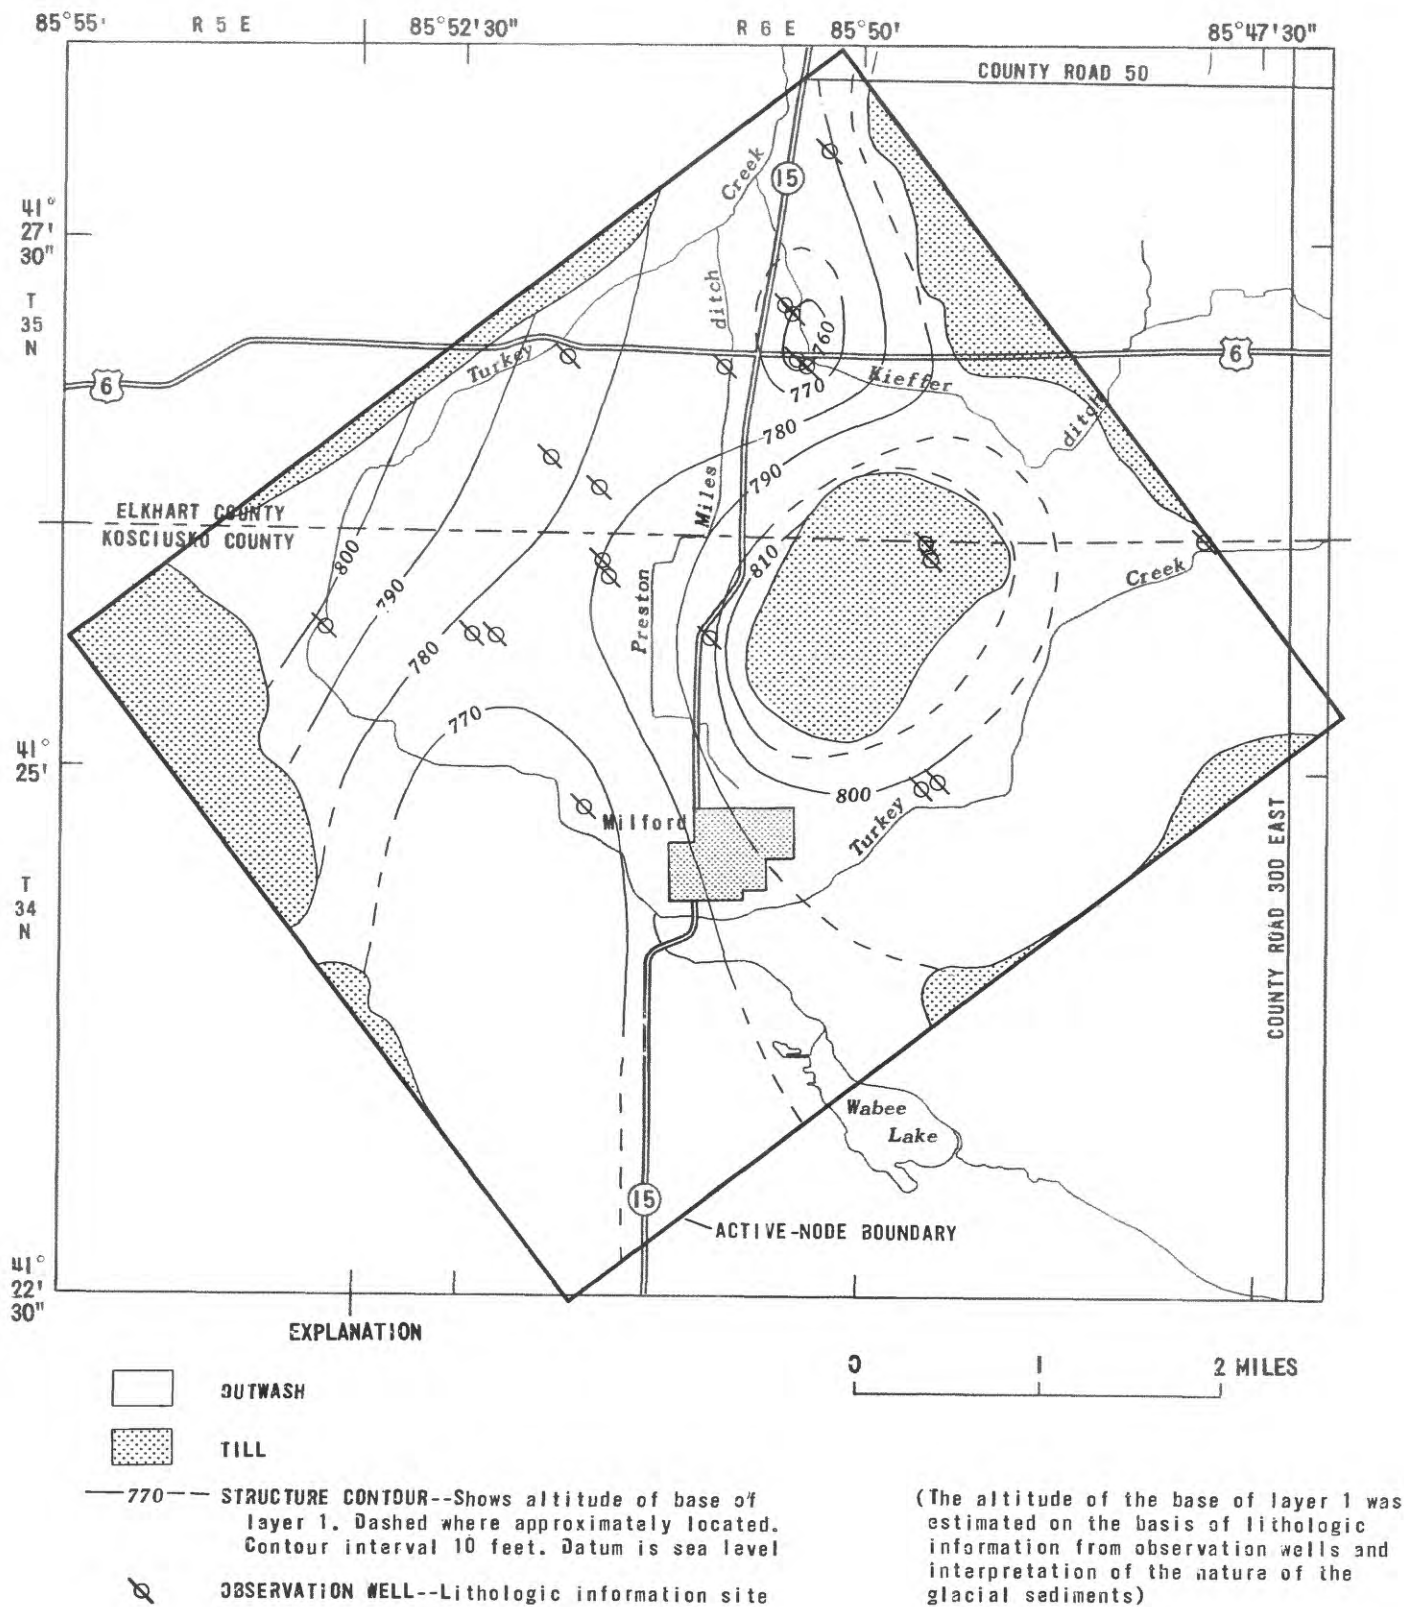 85°55'
R 5 E
85°52'30"
R 6 E
85°50'
85°47'30"
COUNTY ROAD 50
15
Creek
41°
27'
30"
T
35
N
ditch
760
6
Turkey
6
770
Kieffer
ditch
780
790
Miles
ELKHART COUNTY
KOSCIUSKO COUNTY
800
810
790
Preston
Creek
780
770
41°
25'
800
Milford
Turkey
T
34
N
COUNTY ROAD 300 EAST
Wabee
Lake
15
ACTIVE-NODE BOUNDARY
41°
22'
30"
EXPLANATION
0 1 2 MILES
OUTWASH
TILL
770 STRUCTURE CONTOUR--Shows altitude of base of
layer 1. Dashed where approximately located.
Contour interval 10 feet. Datum is sea level
OBSERVATION WELL--Lithologic information site
(The altitude of the base of layer 1 was
estimated on the basis of lithologic
information from observation wells and
interpretation of the nature of the
glacial sediments)